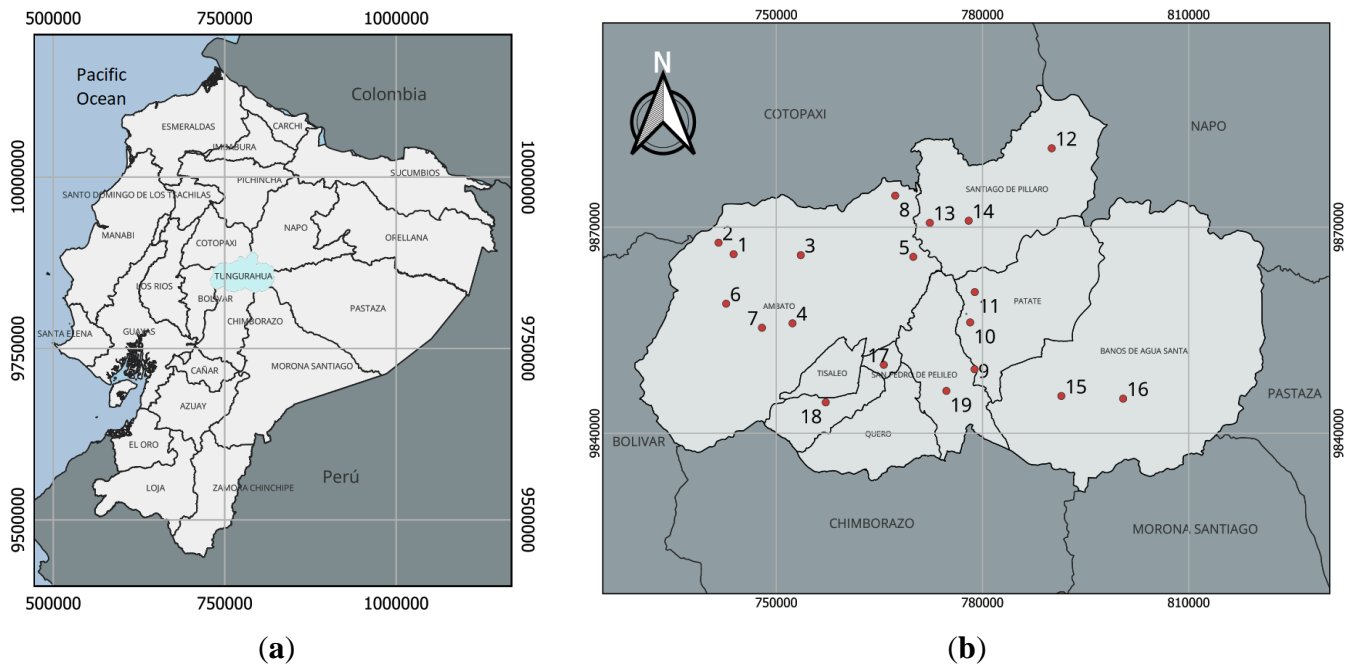 500000 750000 1000000
Pacific
Ocean
Colombia
ESMERALDAS
CARCHI
IMBABURA
SUCUMBIOS
PICHINCHA
SANTO DOMINGO DE LOS TSACHILAS
MANABI
NAPO
ORELLANA
COTOPAXI
TUNGURAHUA
LOS RIOS
BOLIVAR
PASTAZA
CHIMBORAZO
SANTA ELENA
GUAYAS
MORONA SANTIAGO
CAÑAR
AZUAY
EL ORO
Perú
LOJA
ZAMORA CHINCHIPE
10000000
9750000
9500000
10000000
9750000
9500000
500000 750000 1000000
(a)
750000 780000 810000
N
COTOPAXI
NAPO
12
SANTIAGO DE PILLARO
8
13 14
9870000
9870000
2
1
3
5
6
11
PATATE
AMBATO
7 4
10
BANOS DE AGUA SANTA
17
TISALEO
SAN PEDRO DE PELILEO
9
15 16
PASTAZA
18
19
QUERO
9840000
9840000
BOLIVAR
CHIMBORAZO
MORONA SANTIAGO
750000 780000 810000
(b)